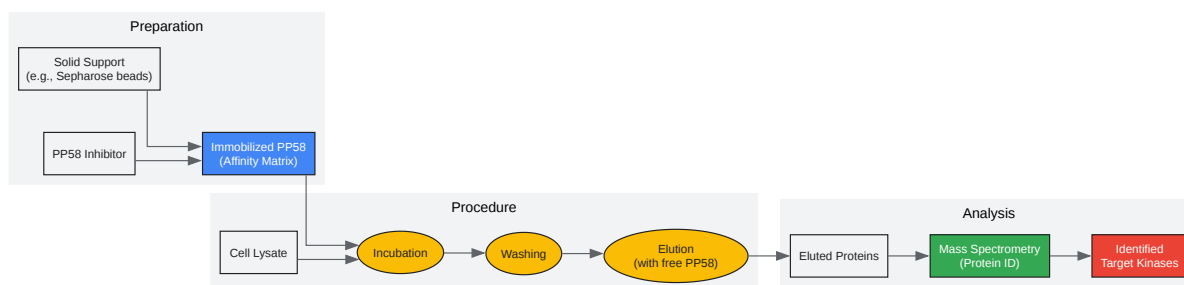 Preparation
Solid Support
(e.g., Sepharose beads)
PP58 Inhibitor
Immobilized PP58
(Affinity Matrix)
Procedure
Cell Lysate
Incubation
Washing
Elution
(with free PP58)
Analysis
Eluted Proteins
Mass Spectrometry
(Protein ID)
Identified
Target Kinases